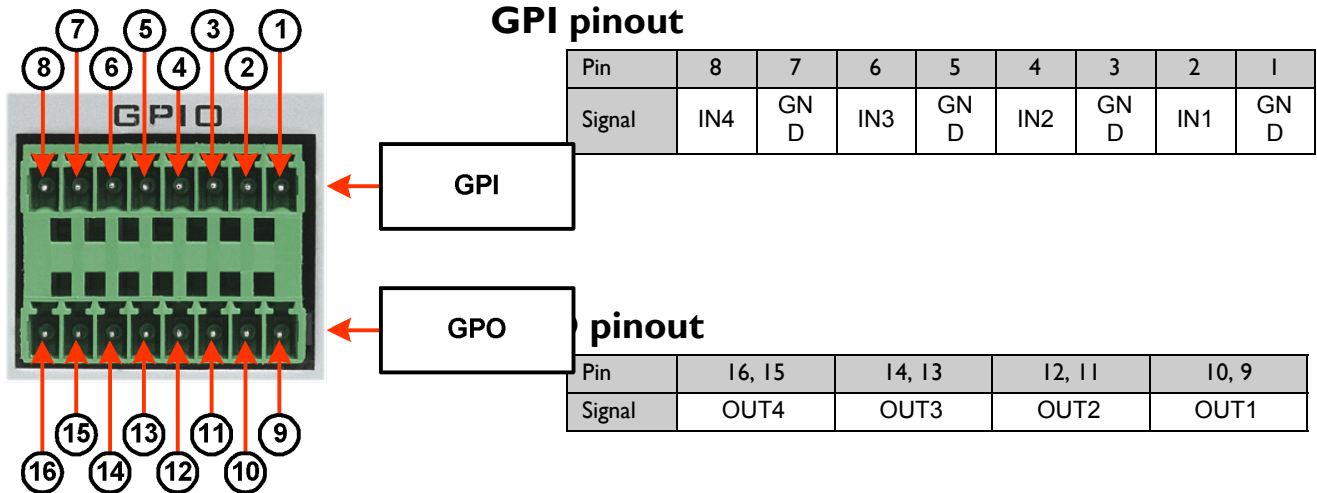 GPI pinout
7 5 3 1
8 6 4 2
GPIO
Pin 8 7 6 5 4 3 2 1
Signal IN4 GN IN3 GN IN2 GN IN1 GN
D D D D
GPI
GPO
pinout
Pin 16, 15 14, 13 12, 11 10, 9
Signal OUT4 OUT3 OUT2 OUT1
15 13 11 9
16 14 12 10